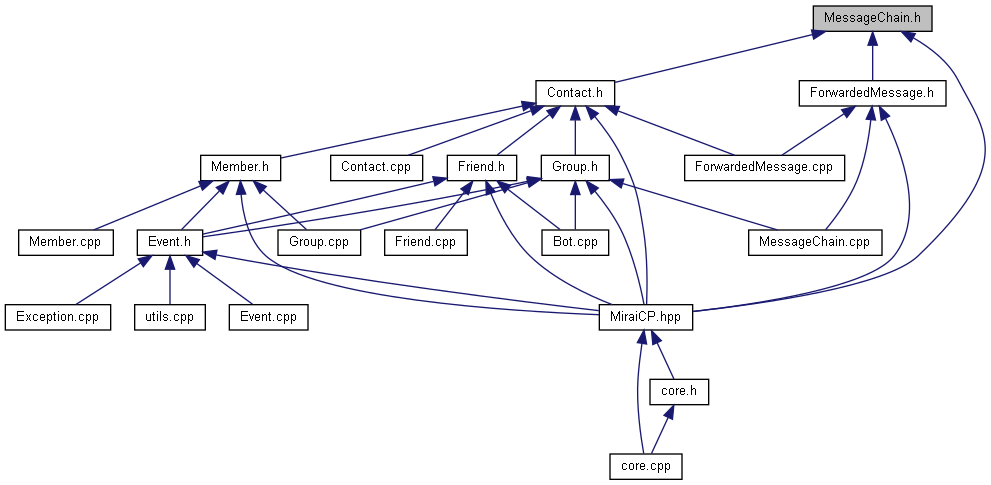 MessageChain.h
Contact.h
ForwardedMessage.h
Member.h
Contact.cpp
Friend.h
Group.h
ForwardedMessage.cpp
Member.cpp
Event.h
Group.cpp
Friend.cpp
Bot.cpp
MessageChain.cpp
Exception.cpp
utils.cpp
Event.cpp
MiraiCP.hpp
core.h
core.cpp